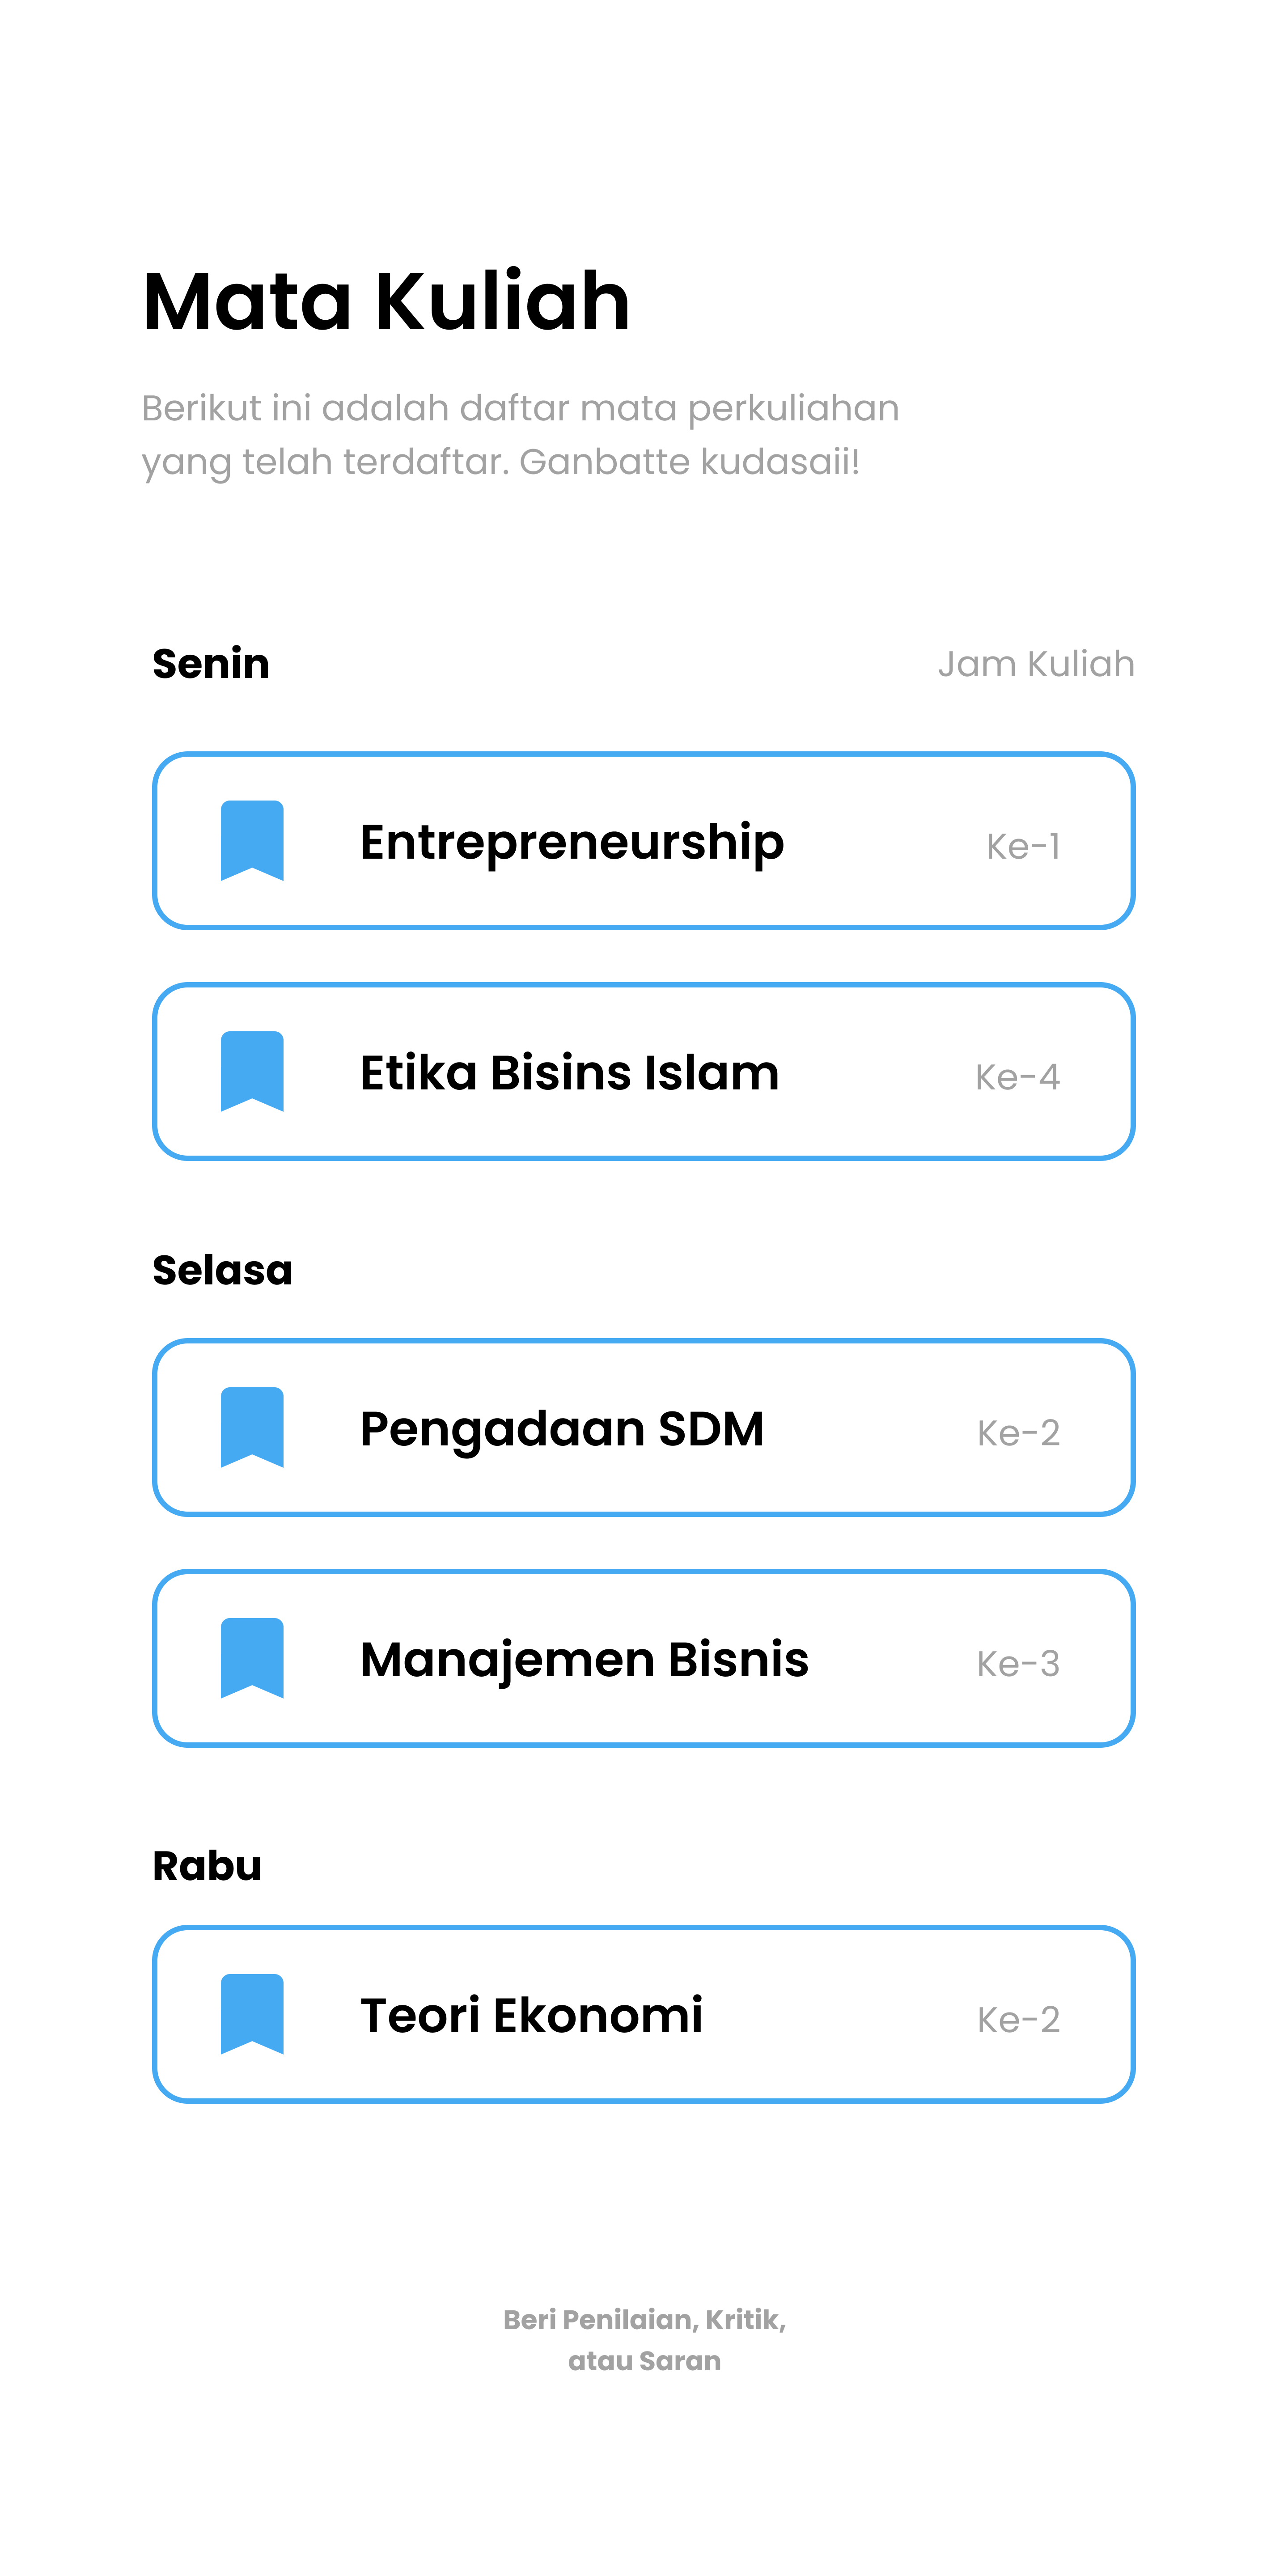 Mata Kuliah
Berikut ini adalah daftar mata perkuliahan
yang telah terdaftar. Ganbatte kudasaii!
Senin Jam Kuliah
Entrepreneurship Ke-1
Etika Bisins Islam Ke-4
Selasa
Pengadaan SDM Ke-2
Manajemen Bisnis Ke-3
Rabu
Teori Ekonomi Ke-2
Beri Penilaian, Kritik,
atau Saran